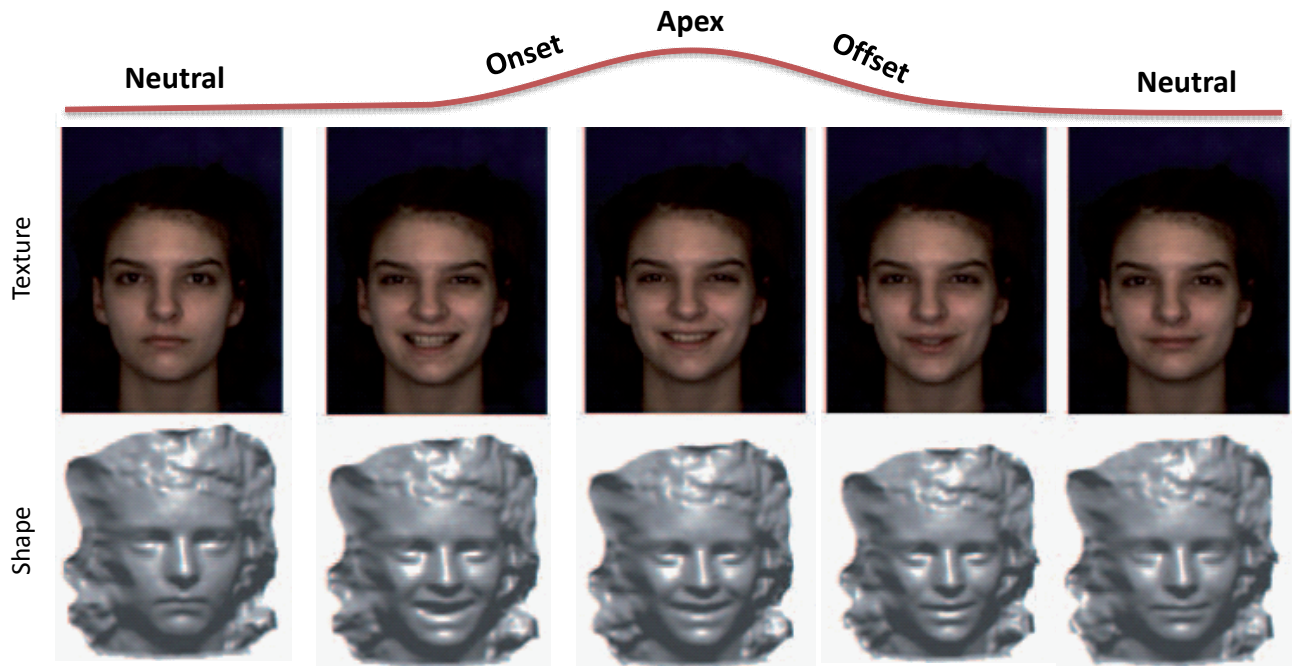 Apex
Onset
Offset
Neutral
Neutral
Texture
Shape